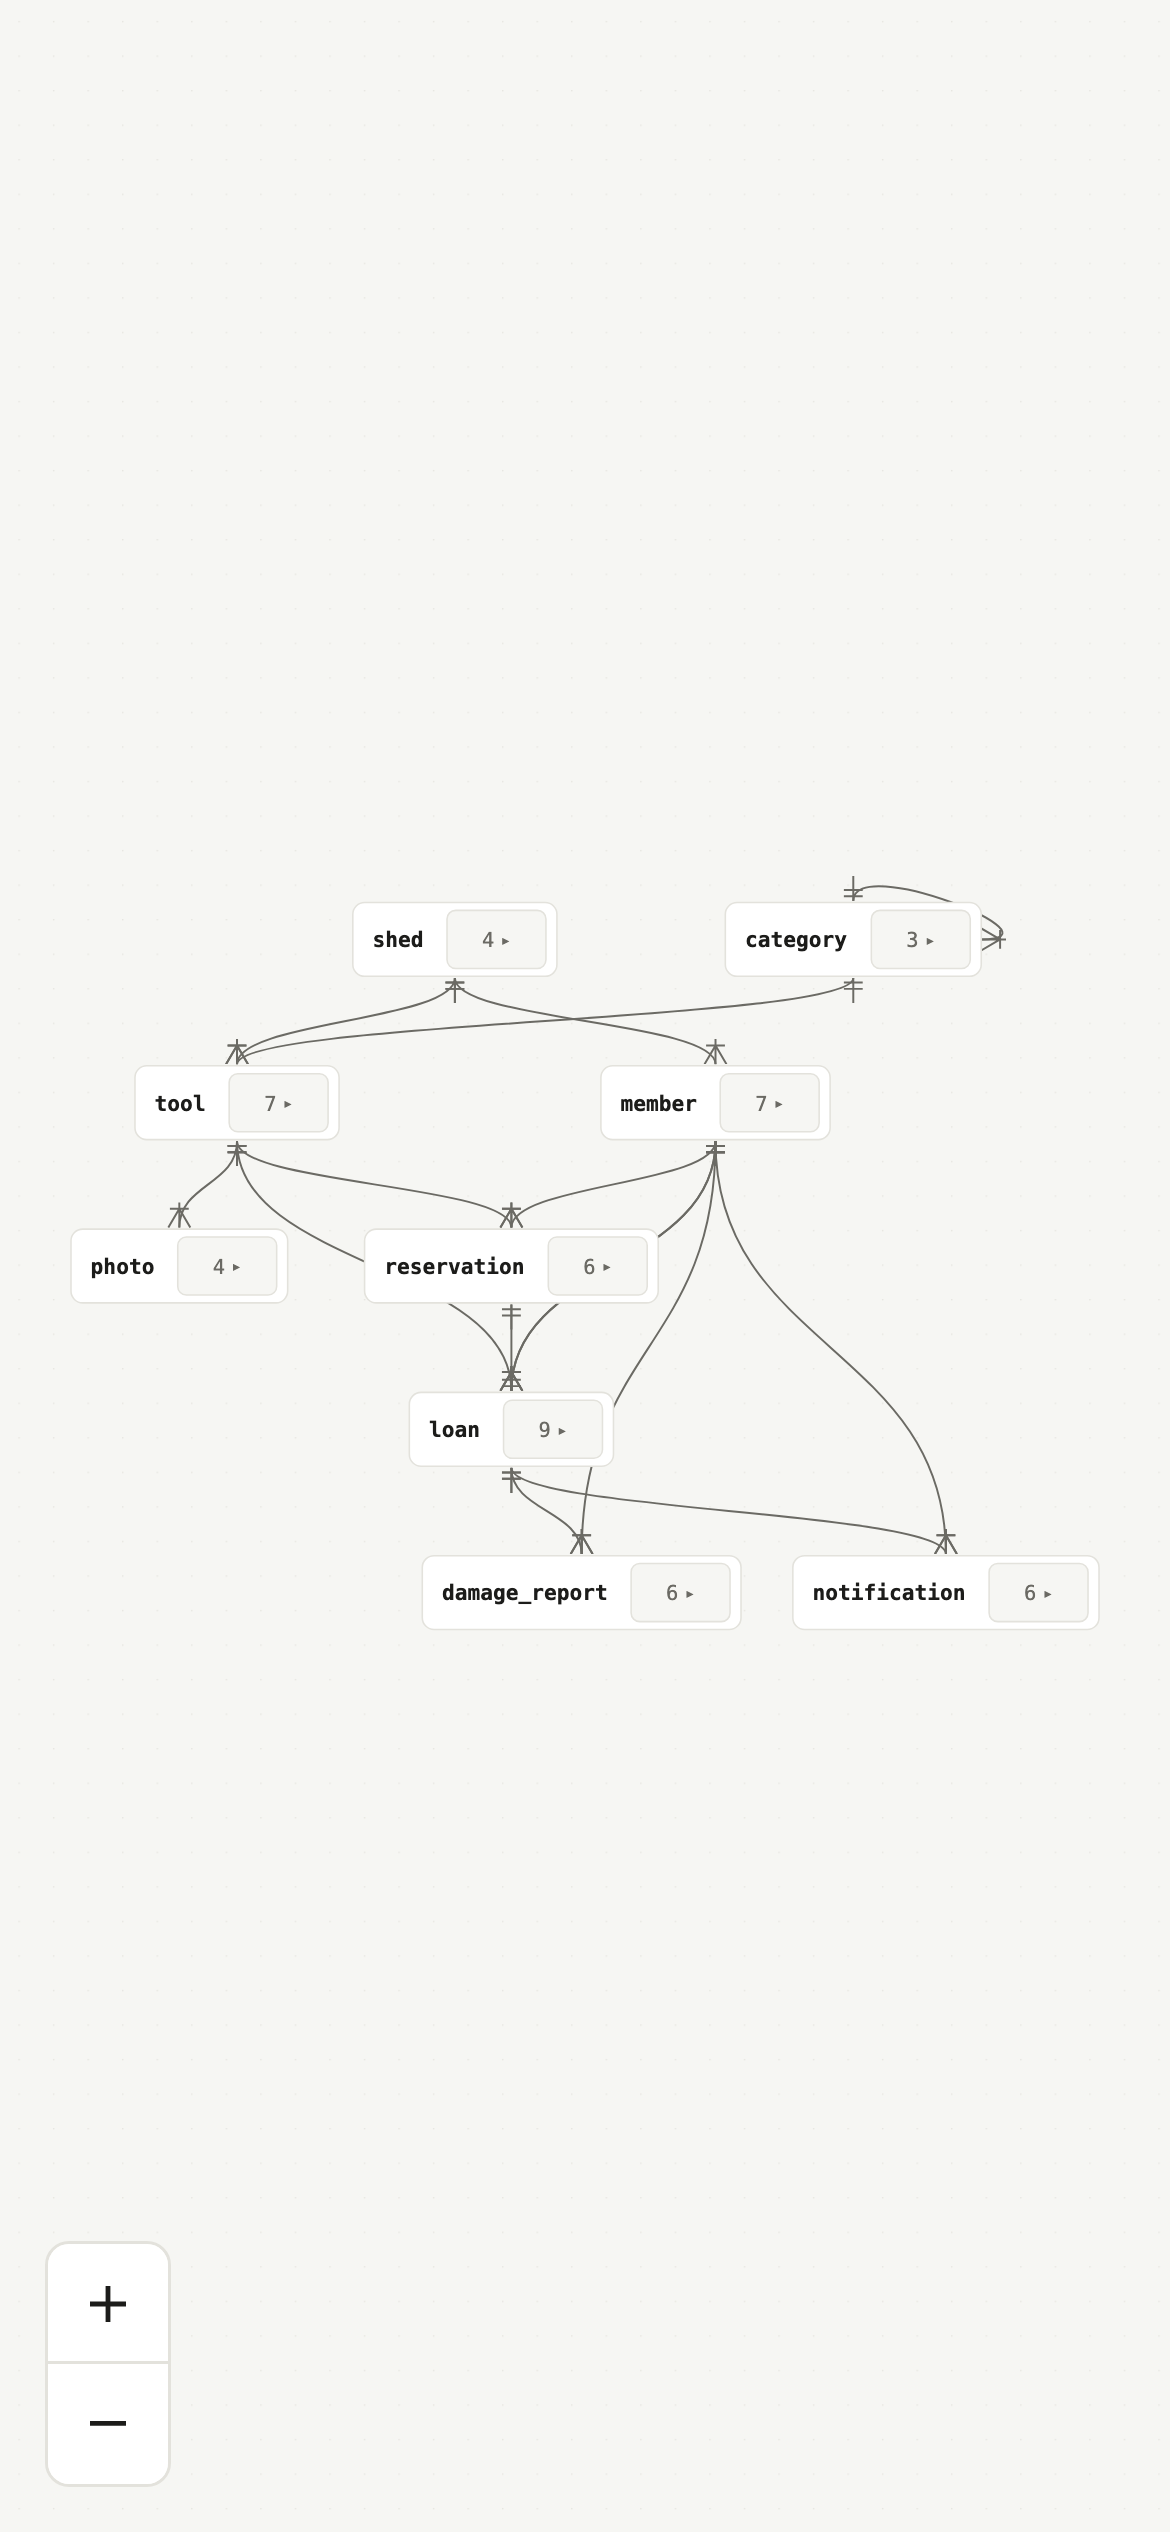 shed 4 ▸
category 3 ▸
tool 7 ▸
member 7 ▸
photo 4 ▸
reservation 6 ▸
loan 9 ▸
damage_report 6 ▸
notification 6 ▸
+
−